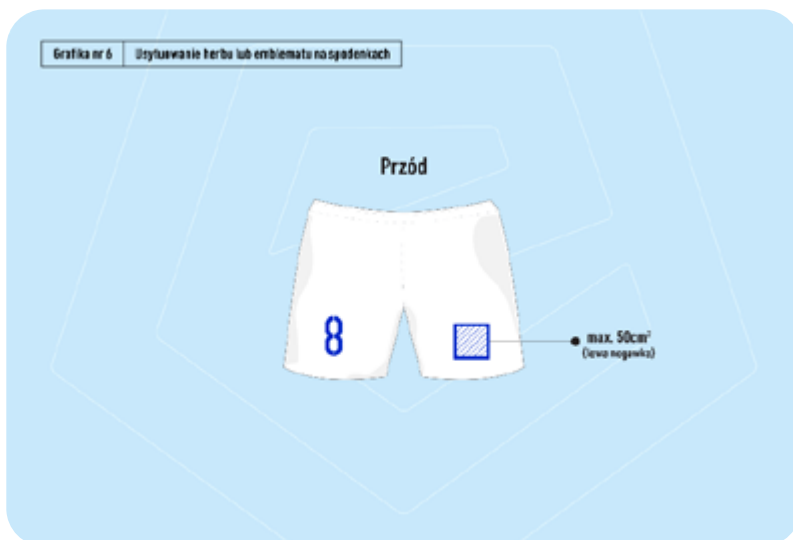 Grafika nr 6 Usytuowanie herbu lub emblematu na spodenkach
Przód
8
max. 50cm²
(lewa nogawka)